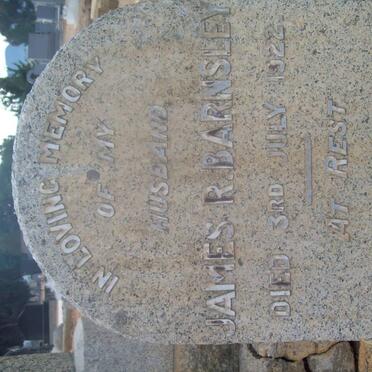 IN LOVING MEMORY
OF MY
HUSBAND
JAMES R. BARNSLEY
DIED 3RD JULY 1922
AT REST